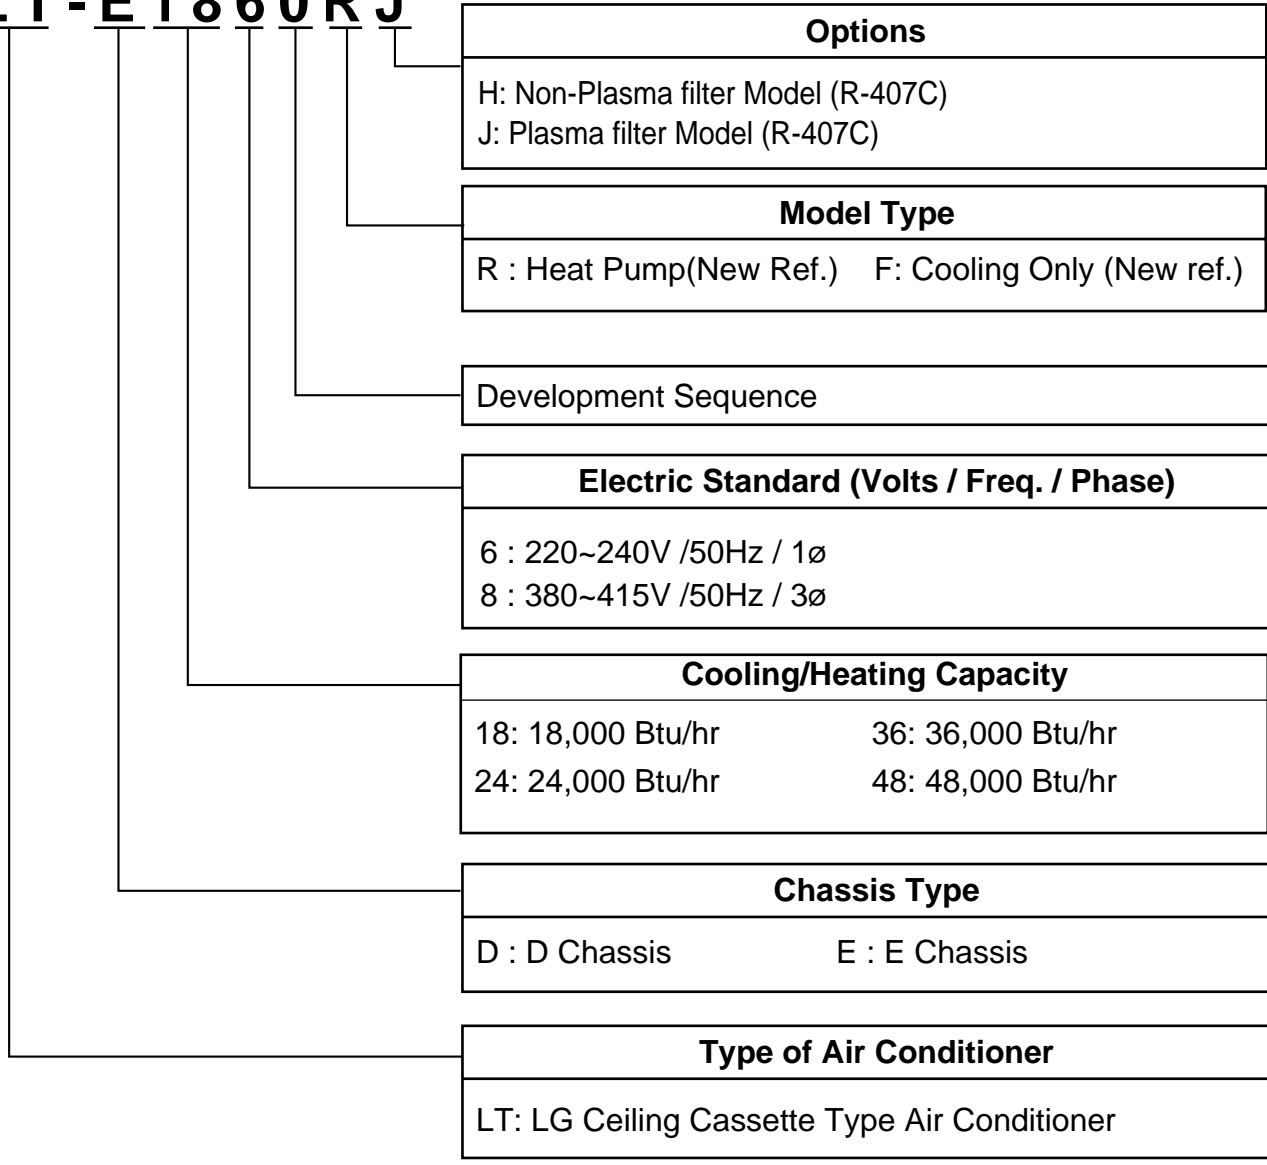 LT-E1860RJ
Options
H: Non-Plasma filter Model (R-407C)
J: Plasma filter Model (R-407C)
Model Type
R : Heat Pump(New Ref.) F: Cooling Only (New ref.)
Development Sequence
Electric Standard (Volts / Freq. / Phase)
6 : 220~240V /50Hz / 1ø
8 : 380~415V /50Hz / 3ø
Cooling/Heating Capacity
18: 18,000 Btu/hr 36: 36,000 Btu/hr
24: 24,000 Btu/hr 48: 48,000 Btu/hr
Chassis Type
D : D Chassis E : E Chassis
Type of Air Conditioner
LT: LG Ceiling Cassette Type Air Conditioner